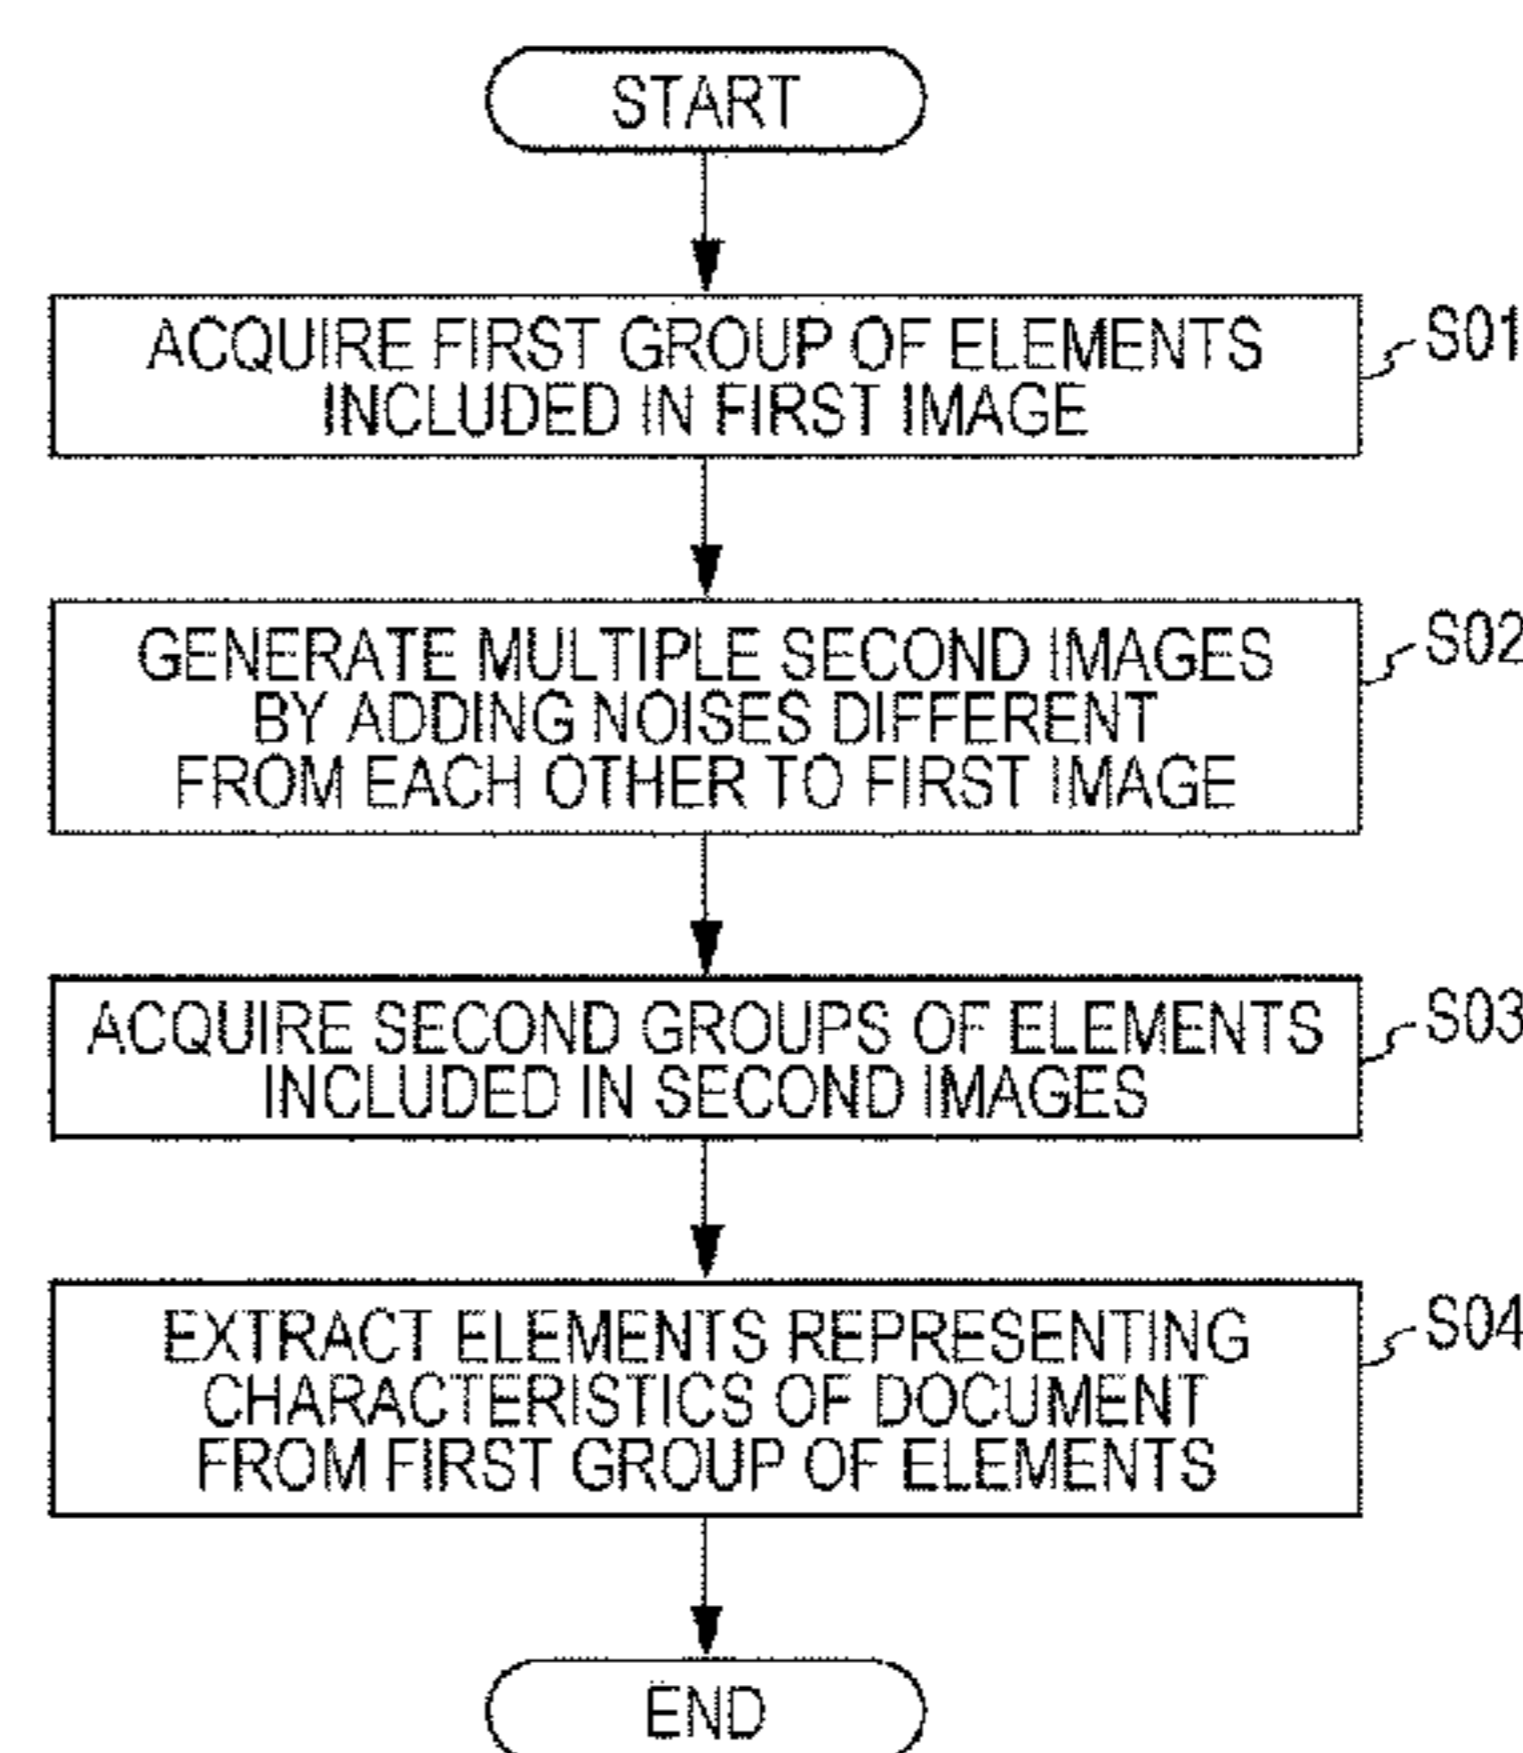 START
ACQUIRE FIRST GROUP OF ELEMENTS
INCLUDED IN FIRST IMAGE
S01
GENERATE MULTIPLE SECOND IMAGES
BY ADDING NOISES DIFFERENT
FROM EACH OTHER TO FIRST IMAGE
S02
ACQUIRE SECOND GROUPS OF ELEMENTS
INCLUDED IN SECOND IMAGES
S03
EXTRACT ELEMENTS REPRESENTING
CHARACTERISTICS OF DOCUMENT
FROM FIRST GROUP OF ELEMENTS
S04
END